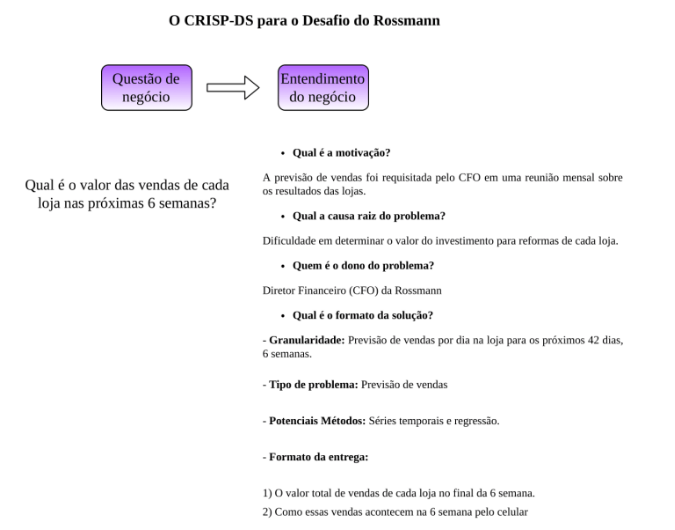 O CRISP-DS para o Desafio do Rossmann
Questão de
negócio
Entendimento
do negócio
Qual é o valor das vendas de cada
loja nas próximas 6 semanas?
• Qual é a motivação?
A previsão de vendas foi requisitada pelo CFO em uma reunião mensal sobre
os resultados das lojas.
• Qual a causa raiz do problema?
Dificuldade em determinar o valor do investimento para reformas de cada loja.
• Quem é o dono do problema?
Diretor Financeiro (CFO) da Rossmann
• Qual é o formato da solução?
- Granularidade: Previsão de vendas por dia na loja para os próximos 42 dias,
6 semanas.
- Tipo de problema: Previsão de vendas
- Potenciais Métodos: Séries temporais e regressão.
- Formato da entrega:
1) O valor total de vendas de cada loja no final da 6 semana.
2) Como essas vendas acontecem na 6 semana pelo celular